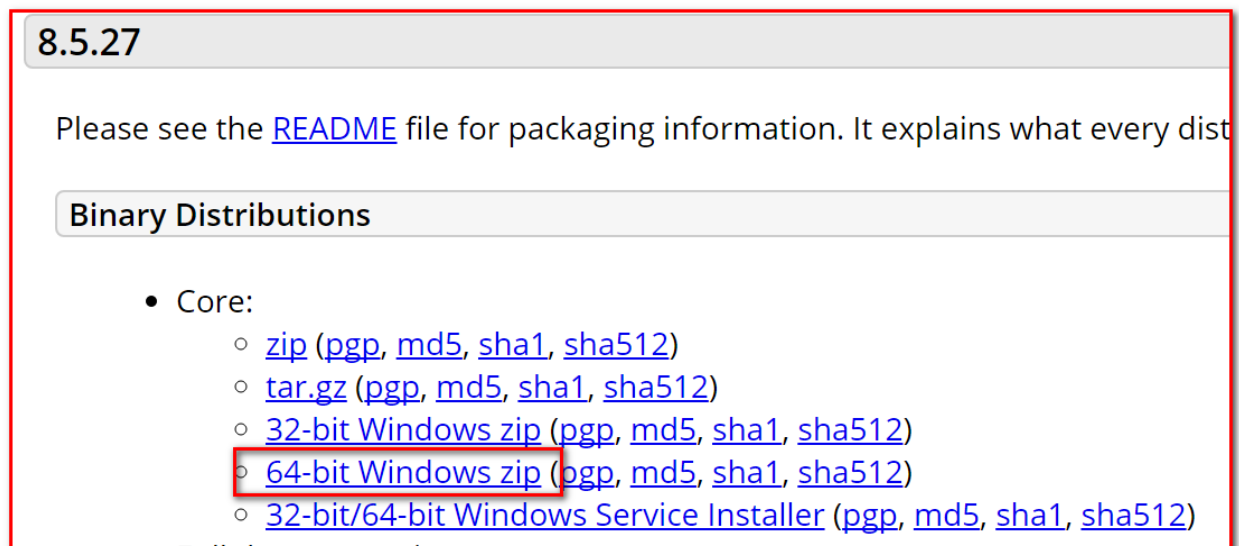 8.5.27
Please see the README file for packaging information. It explains what every dist
Binary Distributions
• Core:
◦ zip (pgp, md5, sha1, sha512)
◦ tar.gz (pgp, md5, sha1, sha512)
◦ 32-bit Windows zip (pgp, md5, sha1, sha512)
◦ 64-bit Windows zip (pgp, md5, sha1, sha512)
◦ 32-bit/64-bit Windows Service Installer (pgp, md5, sha1, sha512)